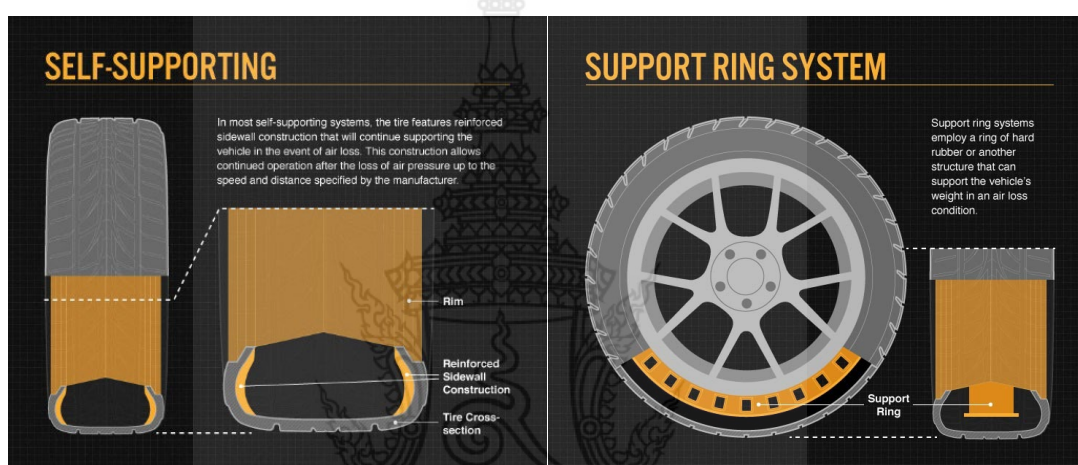 SELF-SUPPORTING
In most self-supporting systems, the tire features reinforced
sidewall construction that will continue supporting the
vehicle in the event of air loss. This construction allows
continued operation after the loss of air pressure up to the
speed and distance specified by the manufacturer.
Rim
Reinforced
Sidewall
Construction
Tire Cross-
section
SUPPORT RING SYSTEM
Support ring systems
employ a ring of hard
rubber or another
structure that can
support the vehicle's
weight in an air loss
condition.
Support
Ring